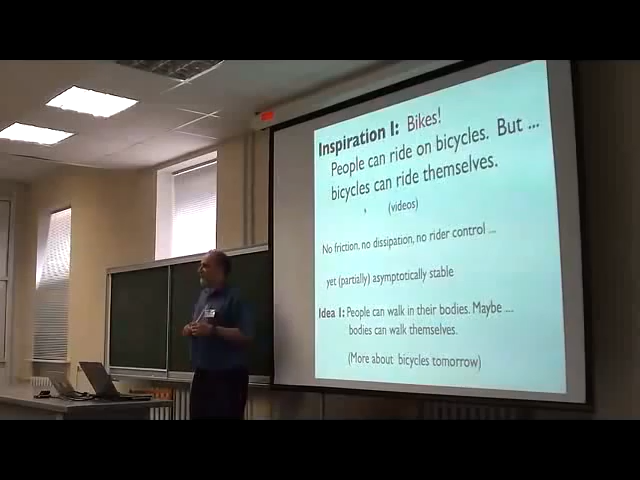 Inspiration I: Bikes!
People can ride on bicycles. But ...
bicycles can ride themselves.
(videos)
No friction, no dissipation, no rider control ...
yet (partially) asymptotically stable
Idea 1: People can walk in their bodies. Maybe ...
bodies can walk themselves.
(More about bicycles tomorrow)